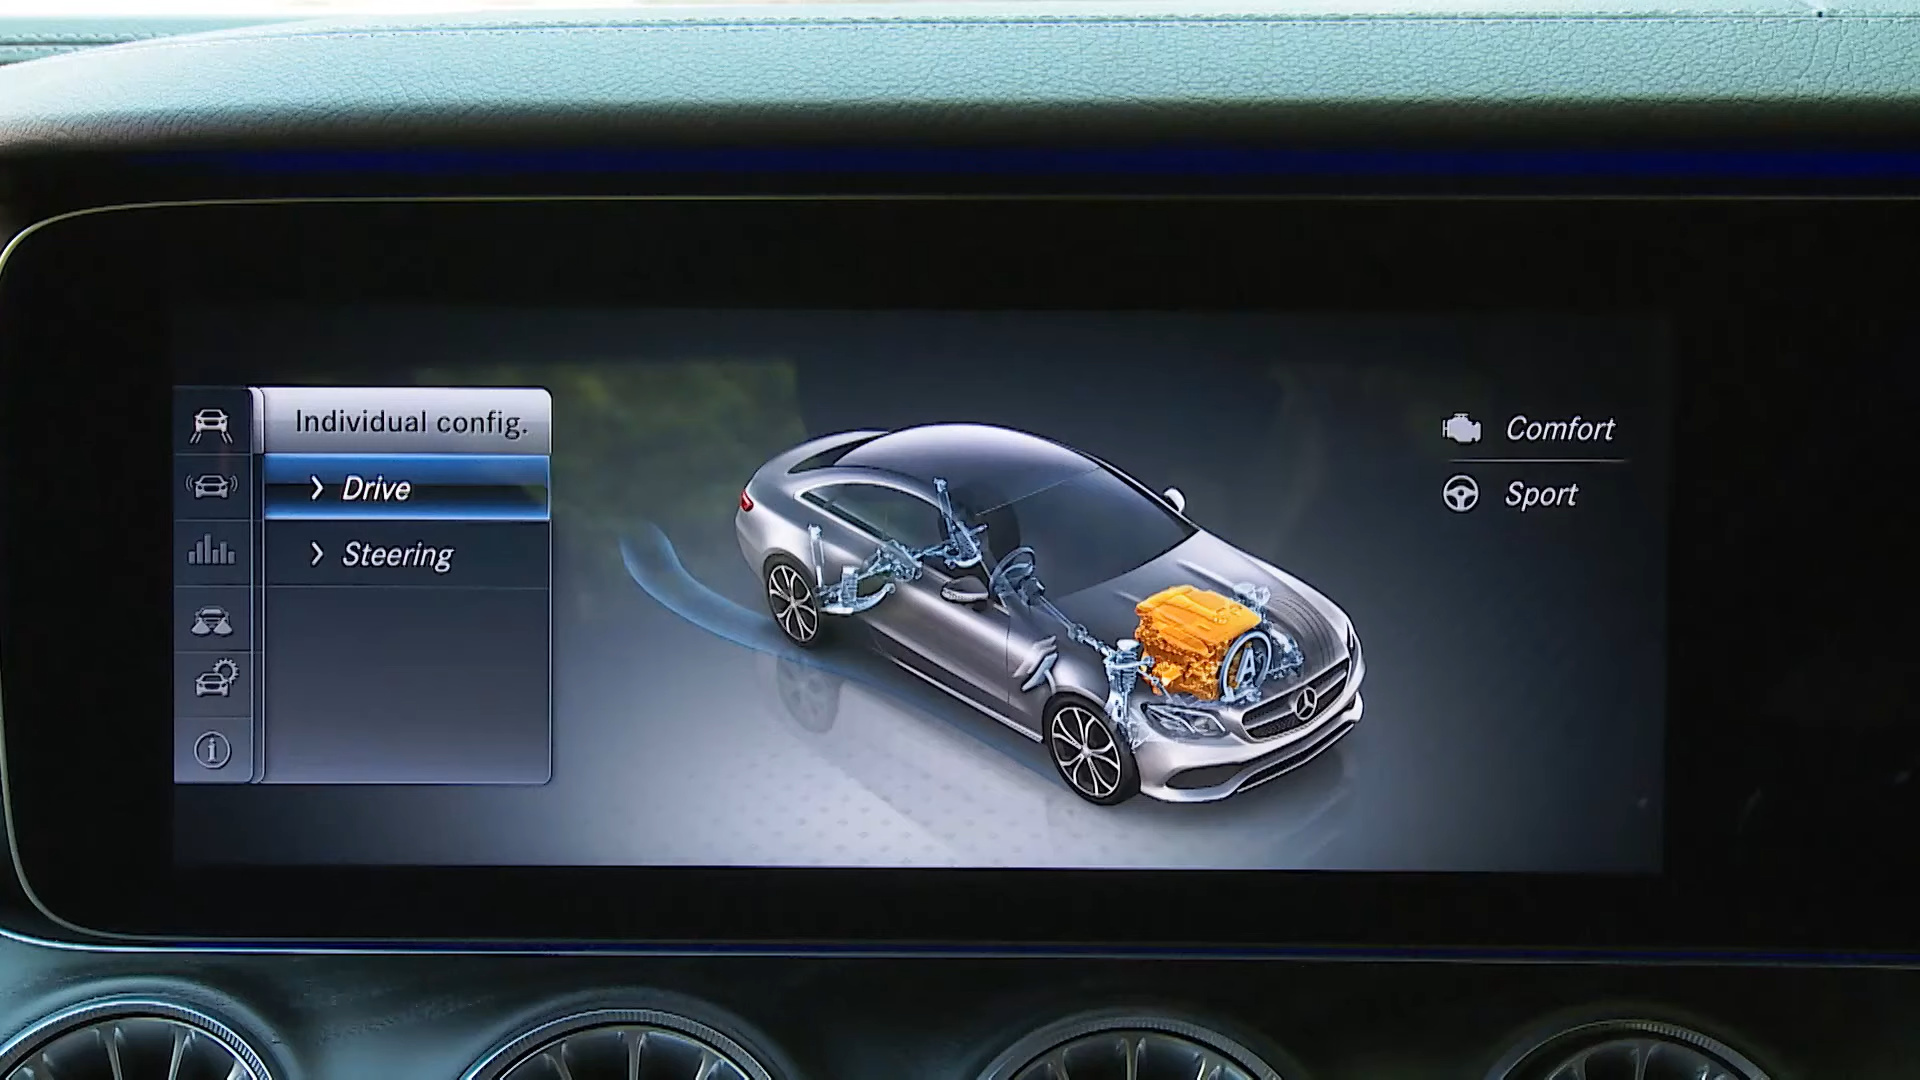 Individual config.
Drive
Steering
Comfort
Sport
A